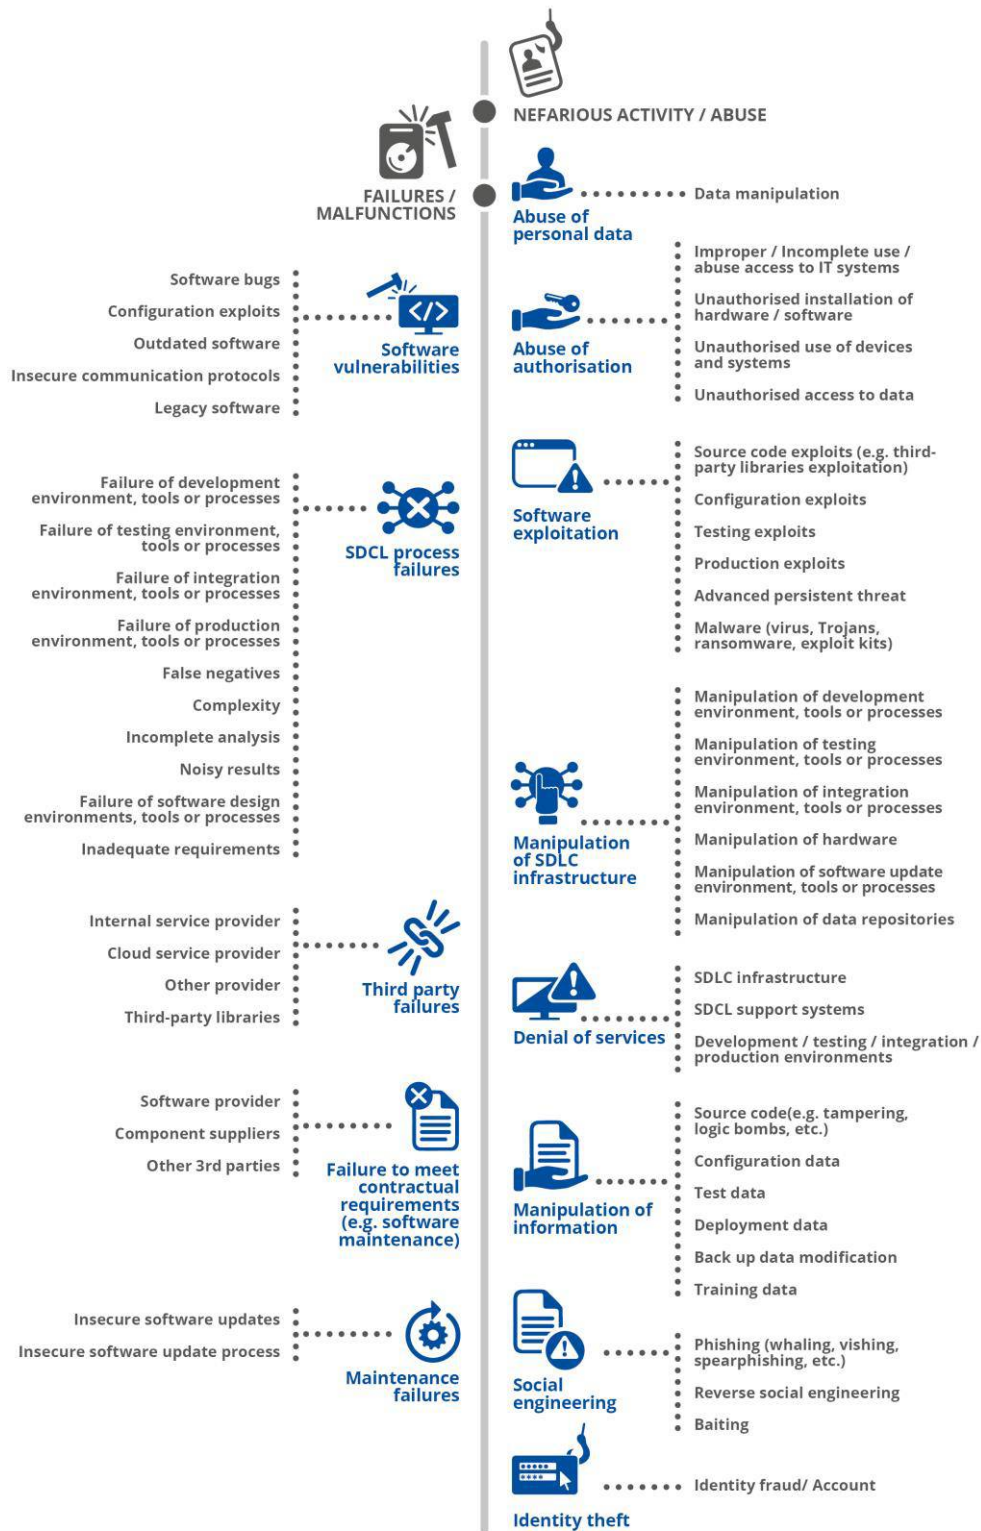 NEFARIOUS ACTIVITY / ABUSE
FAILURES /
MALFUNCTIONS
Software bugs
Configuration exploits
Outdated software
Insecure communication protocols
Legacy software
Software
vulnerabilities
Failure of development
environment, tools or processes
Failure of testing environment,
tools or processes
Failure of integration
environment, tools or processes
Failure of production
environment, tools or processes
False negatives
Complexity
Incomplete analysis
Noisy results
Failure of software design
environments, tools or processes
Inadequate requirements
SDCL process
failures
Internal service provider
Cloud service provider
Other provider
Third-party libraries
Third party
failures
Software provider
Component suppliers
Other 3rd parties
Failure to meet
contractual
requirements
(e.g. software
maintenance)
Insecure software updates
Insecure software update process
Maintenance
failures
Abuse of
personal data
Data manipulation
Abuse of
authorisation
Improper / Incomplete use /
abuse access to IT systems
Unauthorised installation of
hardware / software
Unauthorised use of devices
and systems
Unauthorised access to data
Software
exploitation
Source code exploits (e.g. third-
party libraries exploitation)
Configuration exploits
Testing exploits
Production exploits
Advanced persistent threat
Malware (virus, Trojans,
ransomware, exploit kits)
Manipulation
of SDLC
infrastructure
Manipulation of development
environment, tools or processes
Manipulation of testing
environment, tools or processes
Manipulation of integration
environment, tools or processes
Manipulation of hardware
Manipulation of software update
environment, tools or processes
Manipulation of data repositories
Denial of services
SDLC infrastructure
SDCL support systems
Development / testing / integration /
production environments
Manipulation of
information
Source code(e.g. tampering,
logic bombs, etc.)
Configuration data
Test data
Deployment data
Back up data modification
Training data
Social
engineering
Phishing (whaling, vishing,
spearphishing, etc.)
Reverse social engineering
Baiting
Identity theft
Identity fraud/ Account